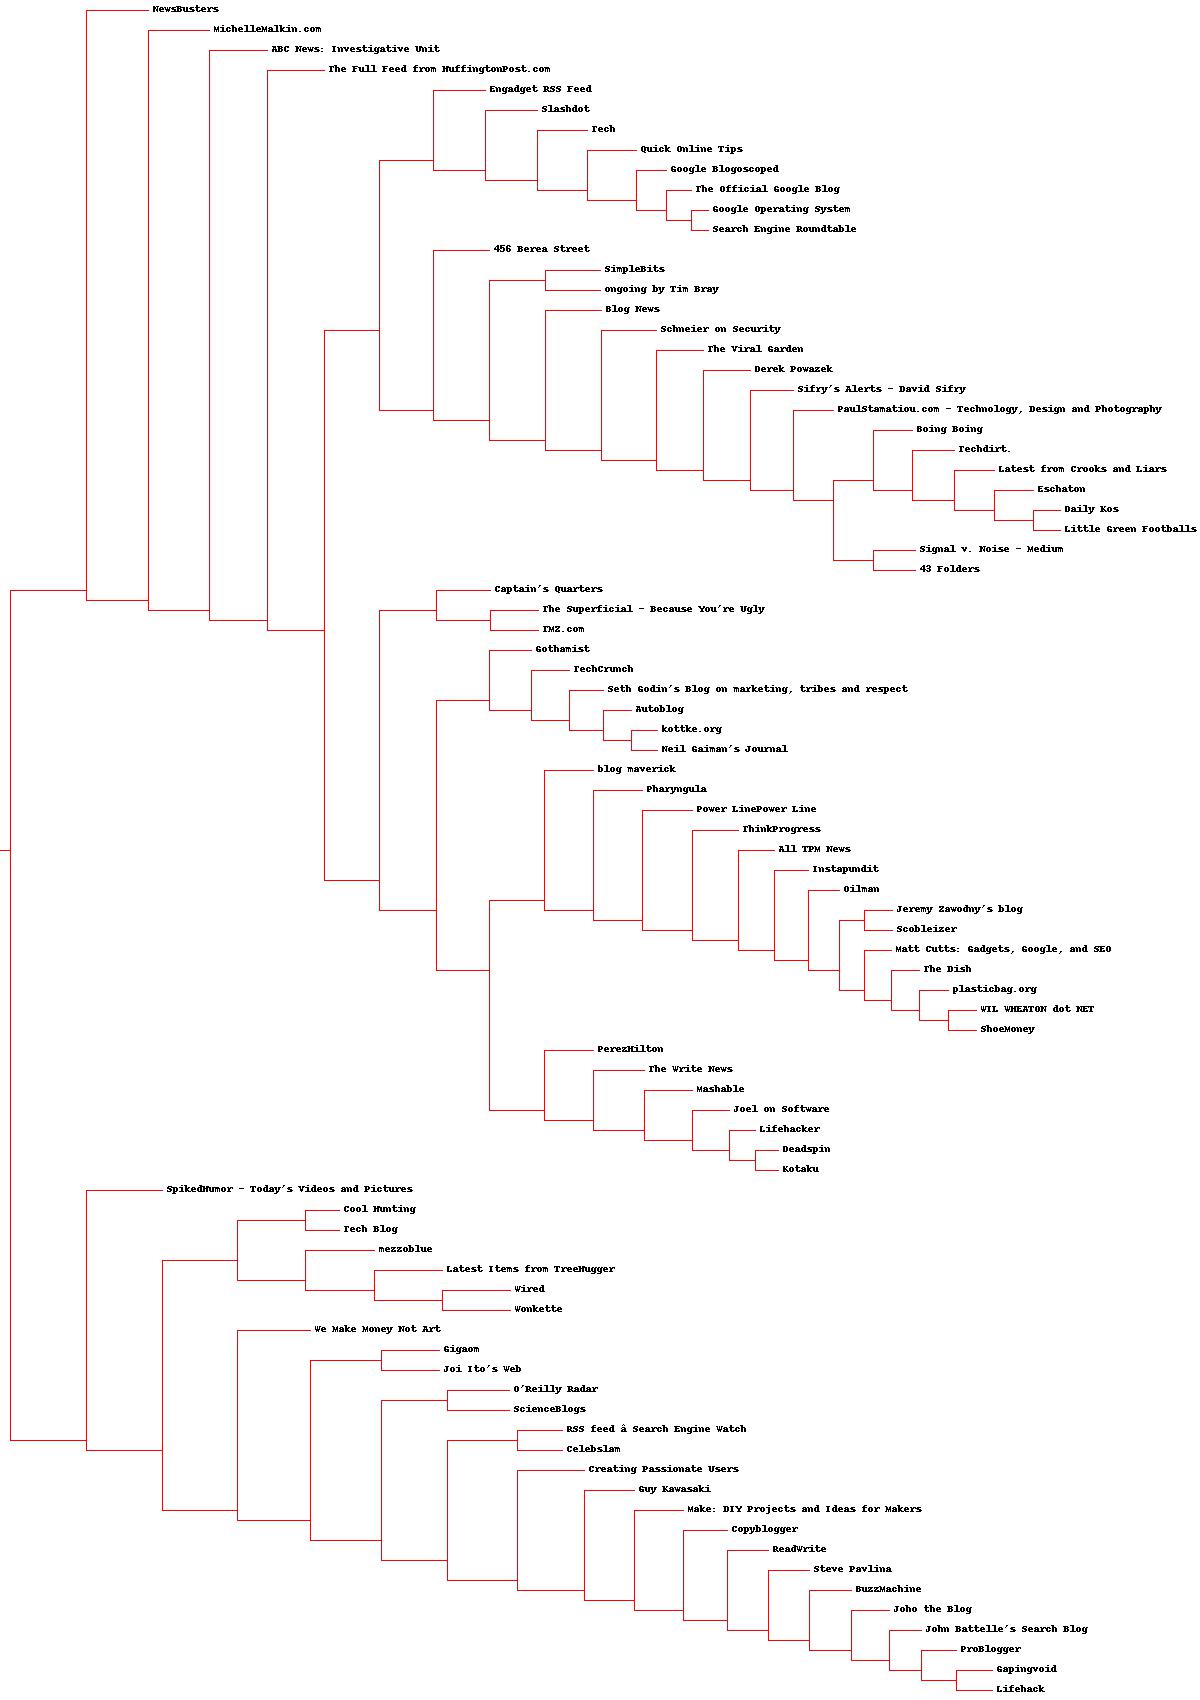 NewsBusters
MichelleMalkin.com
ABC News: Investigative Unit
The Full Feed from HuffingtonPost.com
Engadget RSS Feed
Slashdot
Tech
Quick Online Tips
Google Blogoscoped
The Official Google Blog
Google Operating System
Search Engine Roundtable
456 Berea Street
SimpleBits
ongoing by Tim Bray
Blog News
Schneier on Security
The Viral Garden
Derek Powazek
Sifry's Alerts - David Sifry
PaulStamatiou.com - Technology, Design and Photography
Boing Boing
Techdirt.
Latest from Crooks and Liars
Eschaton
Daily Kos
Little Green Footballs
Signal v. Noise - Medium
43 Folders
Captain's Quarters
The Superficial - Because You're Ugly
TMZ.com
Gothamist
TechCrunch
Seth Godin's Blog on marketing, tribes and respect
Autoblog
kottke.org
Neil Gaiman's Journal
blog maverick
Pharyngula
Power LinePower Line
ThinkProgress
All TPM News
Instapundit
Oilman
Jeremy Zawodny's blog
Scobleizer
Matt Cutts: Gadgets, Google, and SEO
The Dish
plasticbag.org
WIL WHEATON dot NET
ShoeMoney
PerezHilton
The Write News
Mashable
Joel on Software
Lifehacker
Deadspin
Kotaku
SpikedHumor - Today's Videos and Pictures
Cool Hunting
Tech Blog
mezzoblue
Latest Items from TreeHugger
Wired
Wonkette
We Make Money Not Art
Gigaom
Joi Ito's Web
O'Reilly Radar
ScienceBlogs
RSS feed â Search Engine Watch
Celebslam
Creating Passionate Users
Guy Kawasaki
Make: DIY Projects and Ideas for Makers
Copyblogger
ReadWrite
Steve Pavlina
BuzzMachine
Joho the Blog
John Battelle's Search Blog
ProBlogger
Gapingvoid
Lifehack